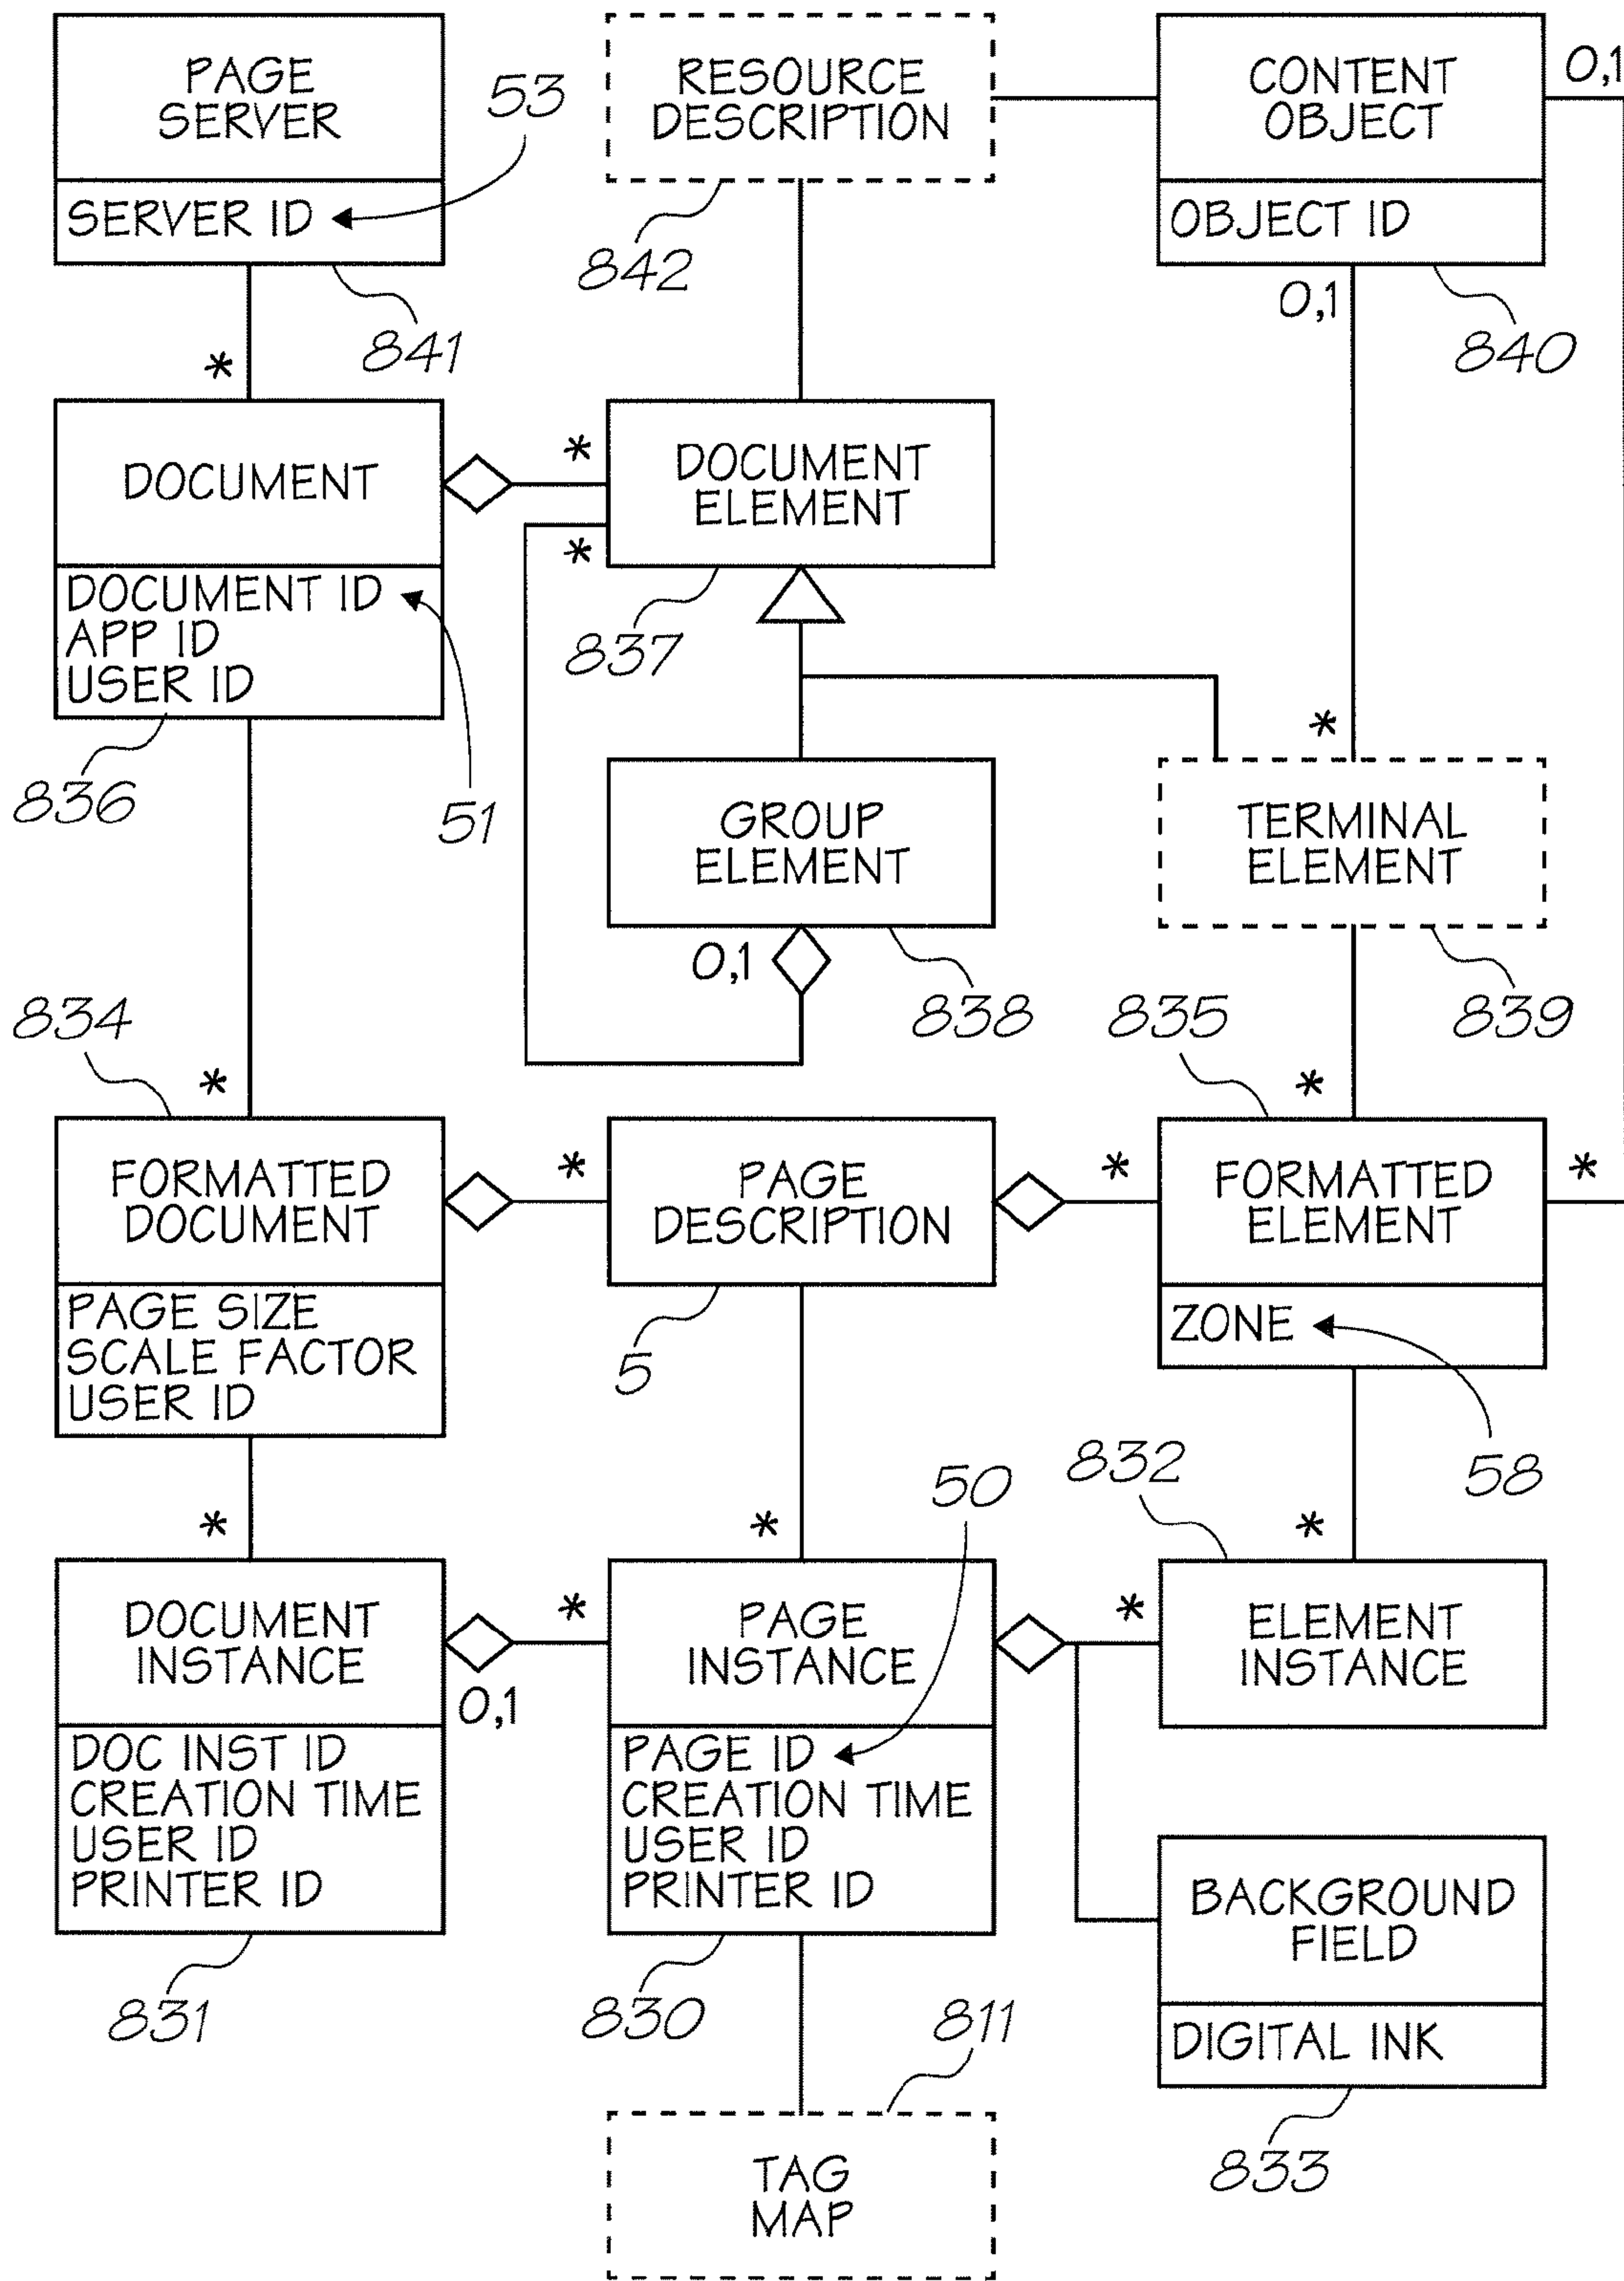 PAGE
SERVER
SERVER ID
53
841
RESOURCE
DESCRIPTION
842
CONTENT
OBJECT
OBJECT ID
0,1
0,1
840
*
DOCUMENT
DOCUMENT ID
APP ID
USER ID
836
51
*
*
DOCUMENT
ELEMENT
837
GROUP
ELEMENT
0,1
838
*
TERMINAL
ELEMENT
839
834
*
FORMATTED
DOCUMENT
PAGE SIZE
SCALE FACTOR
USER ID
*
PAGE
DESCRIPTION
5
835
*
*
*
FORMATTED
ELEMENT
ZONE
58
*
DOCUMENT
INSTANCE
0,1
DOC INST ID
CREATION TIME
USER ID
PRINTER ID
831
50
*
*
PAGE
INSTANCE
PAGE ID
CREATION TIME
USER ID
PRINTER ID
830
832
*
*
ELEMENT
INSTANCE
BACKGROUND
FIELD
DIGITAL INK
833
811
TAG
MAP